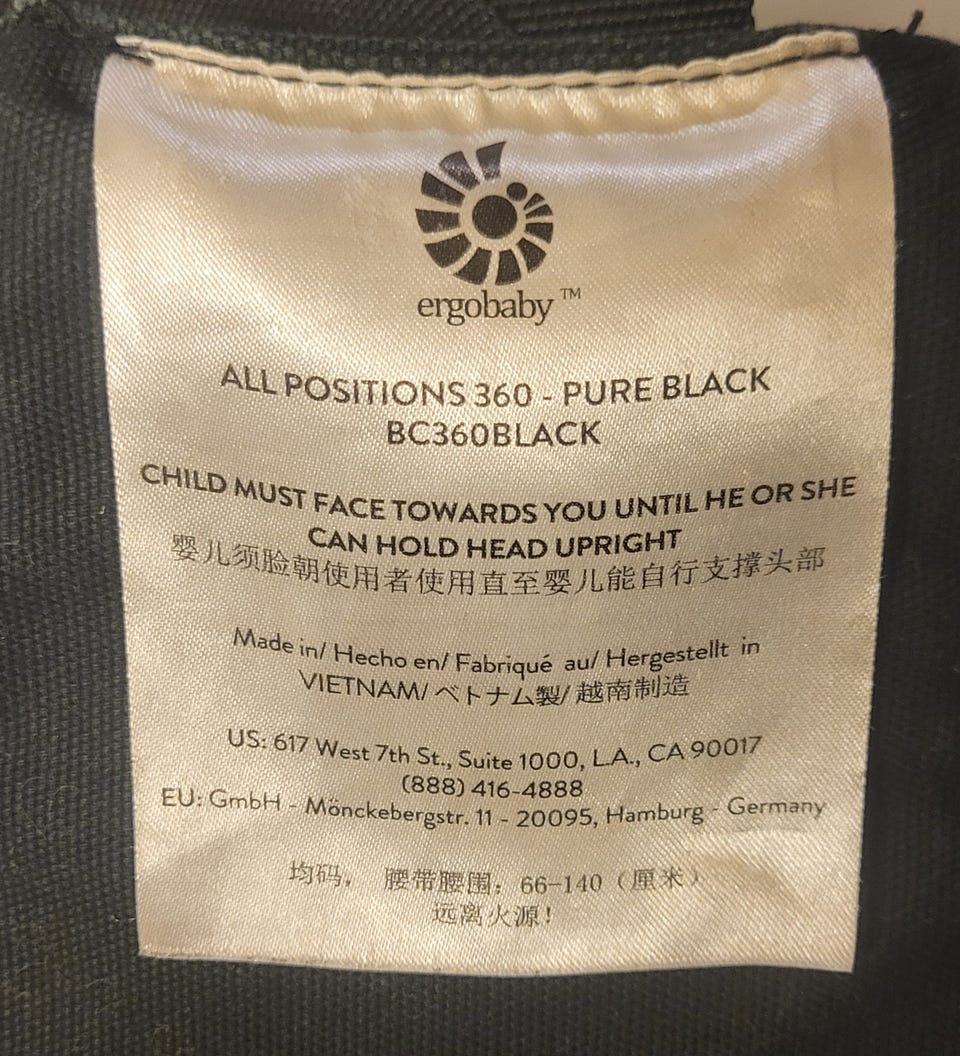 ergobaby™
ALL POSITIONS 360 - PURE BLACK
BC360BLACK
CHILD MUST FACE TOWARDS YOU UNTIL HE OR SHE
CAN HOLD HEAD UPRIGHT
婴儿须脸朝使用者使用直至婴儿能自行支撑头部
Made in/ Hecho en/ Fabriqué au/ Hergestellt in
VIETNAM/ ベトナム製/ 越南制造
US: 617 West 7th St., Suite 1000, L.A., CA 90017
(888) 416-4888
EU: GmbH - Mönckebergstr. 11 - 20095, Hamburg - Germany
均码， 腰带腰围：66-140（厘米）
远离火源！